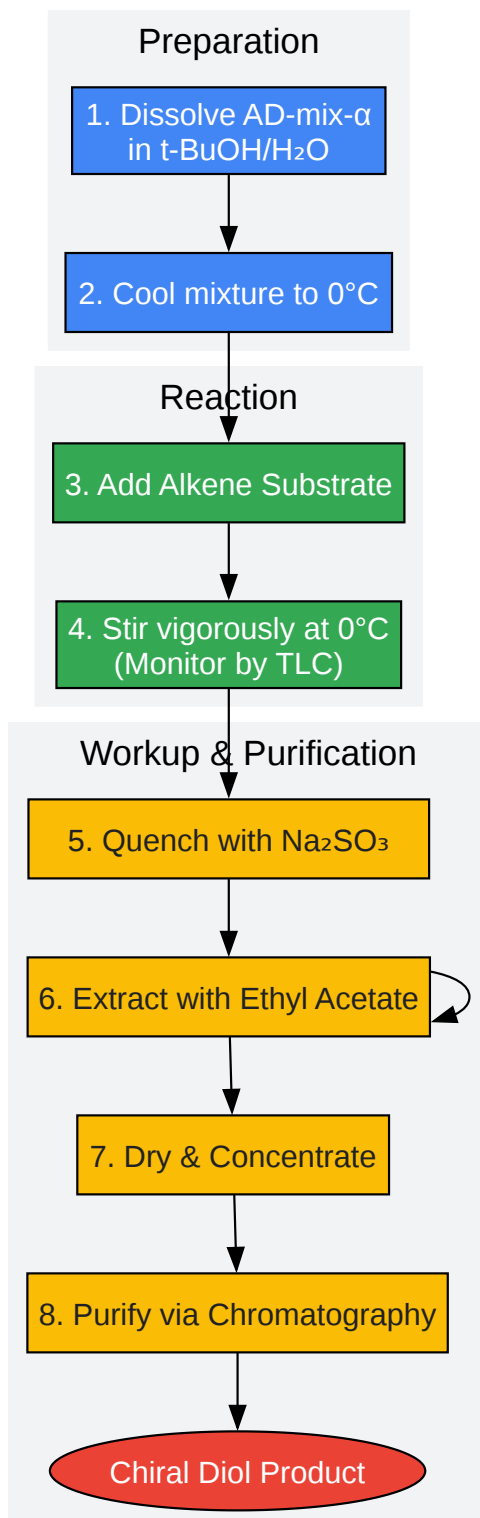 Preparation
1. Dissolve AD-mix-α
in t-BuOH/H₂O
2. Cool mixture to 0°C
Reaction
3. Add Alkene Substrate
4. Stir vigorously at 0°C
(Monitor by TLC)
Workup & Purification
5. Quench with Na₂SO₃
6. Extract with Ethyl Acetate
7. Dry & Concentrate
8. Purify via Chromatography
Chiral Diol Product